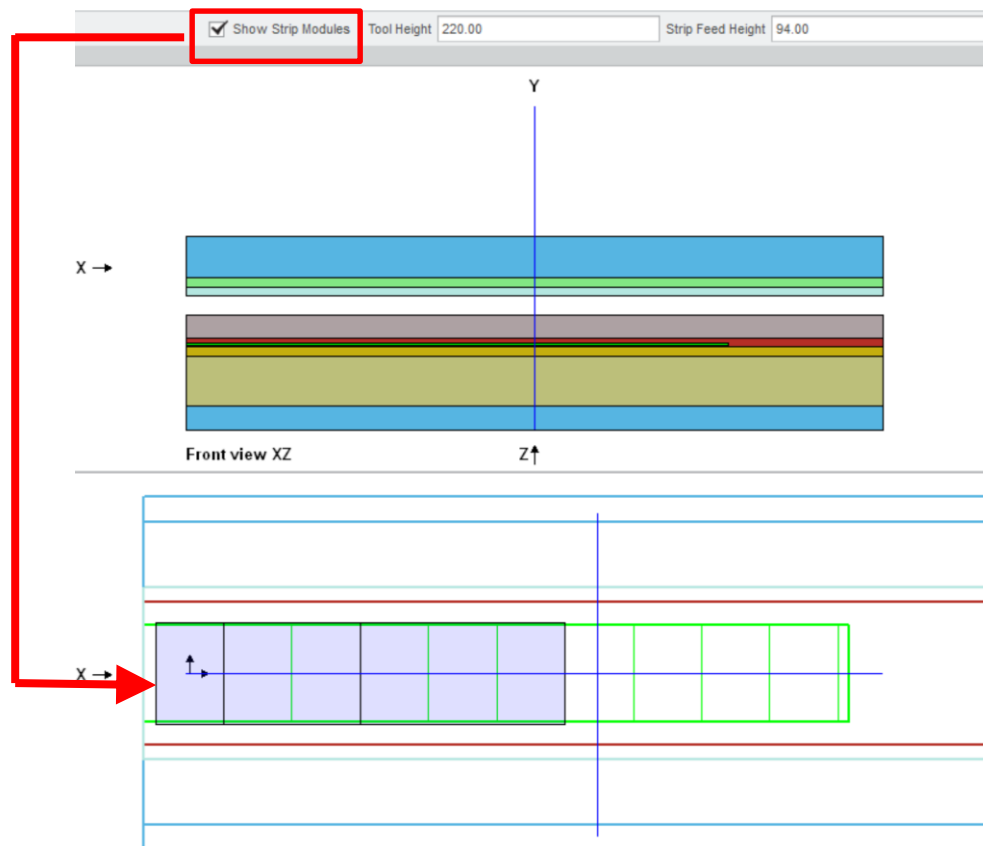 Show Strip Modules Tool Height 220.00 Strip Feed Height 94.00
Y
X
Front view XZ Z
X